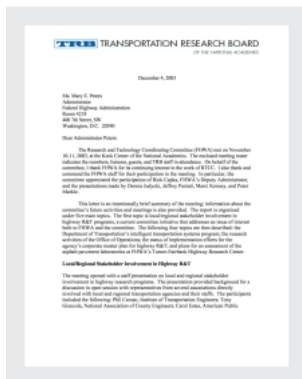 TRB TRANSPORTATION RESEARCH BOARD
OF THE NATIONAL ACADEMIES
December 4, 2003
Ms. Mary E. Peters
Administrator
Federal Highway Administration
Room 4218
400 7th Street, SW
Washington, D.C. 20590
Dear Administrator Peters:
The Research and Technology Coordinating Committee (FHWA) met on November
10-11, 2003, at the Keck Center of the National Academies. The enclosed meeting roster
indicates the members, liaisons, guests, and TRB staff in attendance. On behalf of the
committee, I thank FHWA for its continuing interest in the work of RTCC. I also thank and
commend the FHWA staff for their participation in the meeting. In particular, the
committee appreciated the participation of Rick Capka, FHWA's Deputy Administrator,
and the presentations made by Dennis Judycki, Jeffrey Paniati, Marci Kenney, and Peter
This letter is an intentionally brief summary of the meeting; information about the
committee's future activities and meetings is also provided. The report is organized
under five main topics. The first topic is local/regional stakeholder involvement in
highway R&T programs, a current committee initiative that addresses an issue of interest
both to FHWA and the committee. The following four topics are then described: the
Department of Transportation's intelligent transportation systems program; the research
activities of the Office of Operations; the status of implementation efforts for the
agency's corporate master plan for highway R&T; and plans for an assessment of the
asphalt pavement laboratories at FHWA's Turner-Fairbank Highway Research Center.
Local/Regional Stakeholder Involvement in Highway R&T
The meeting opened with a staff presentation on local and regional stakeholder
involvement in highway research programs. The presentation provided background for a
discussion in open session with representatives from several associations directly
involved with local and regional transportation agencies and their staffs. The participants
included the following: Phil Caruso, Institute of Transportation Engineers; Tony
Giancola, National Association of County Engineers; Carol Estes, American Public